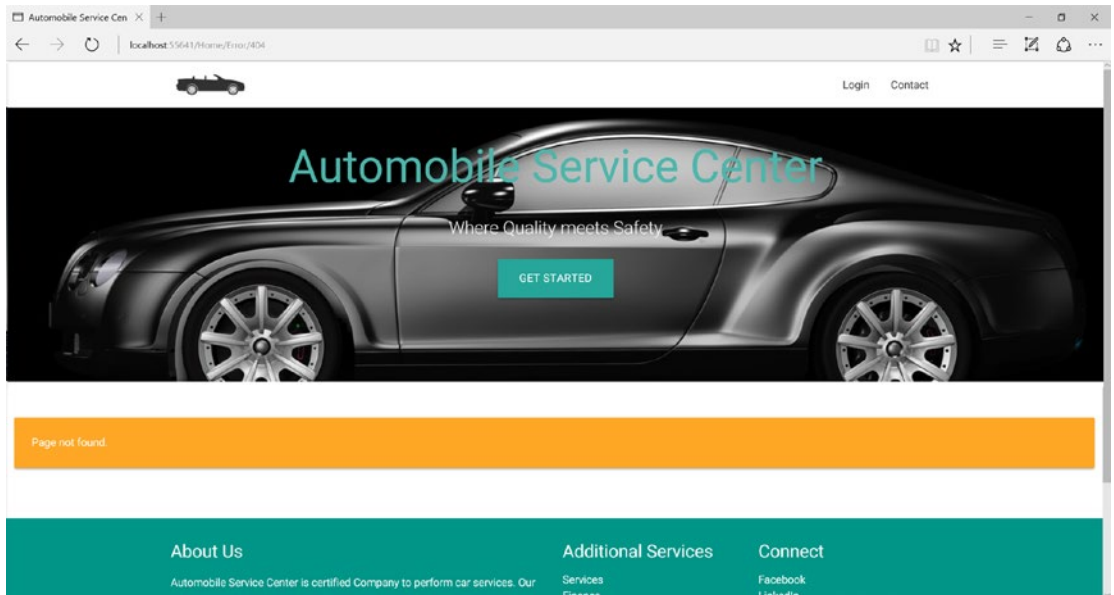 Automobile Service Cen
localhost:55641/Home/Error/404
Login Contact
Automobile Service Center
Where Quality meets Safety
GET STARTED
Page not found.
About Us
Automobile Service Center is certified Company to perform car services. Our
Additional Services
Services
Finance
Connect
Facebook
LinkedIn